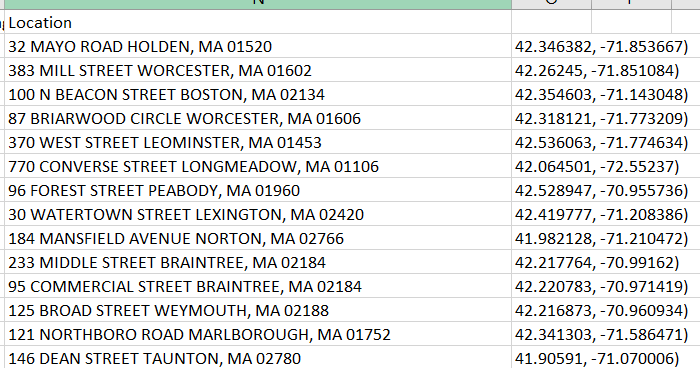 Location
32 MAYO ROAD HOLDEN, MA 01520 42.346382, -71.853667)
383 MILL STREET WORCESTER, MA 01602 42.26245, -71.851084)
100 N BEACON STREET BOSTON, MA 02134 42.354603, -71.143048)
87 BRIARWOOD CIRCLE WORCESTER, MA 01606 42.318121, -71.773209)
370 WEST STREET LEOMINSTER, MA 01453 42.536063, -71.774634)
770 CONVERSE STREET LONGMEADOW, MA 01106 42.064501, -72.55237)
96 FOREST STREET PEABODY, MA 01960 42.528947, -70.955736)
30 WATERTOWN STREET LEXINGTON, MA 02420 42.419777, -71.208386)
184 MANSFIELD AVENUE NORTON, MA 02766 41.982128, -71.210472)
233 MIDDLE STREET BRAINTREE, MA 02184 42.217764, -70.99162)
95 COMMERCIAL STREET BRAINTREE, MA 02184 42.220783, -70.971419)
125 BROAD STREET WEYMOUTH, MA 02188 42.216873, -70.960934)
121 NORTHBORO ROAD MARLBOROUGH, MA 01752 42.341303, -71.586471)
146 DEAN STREET TAUNTON, MA 02780 41.90591, -71.070006)